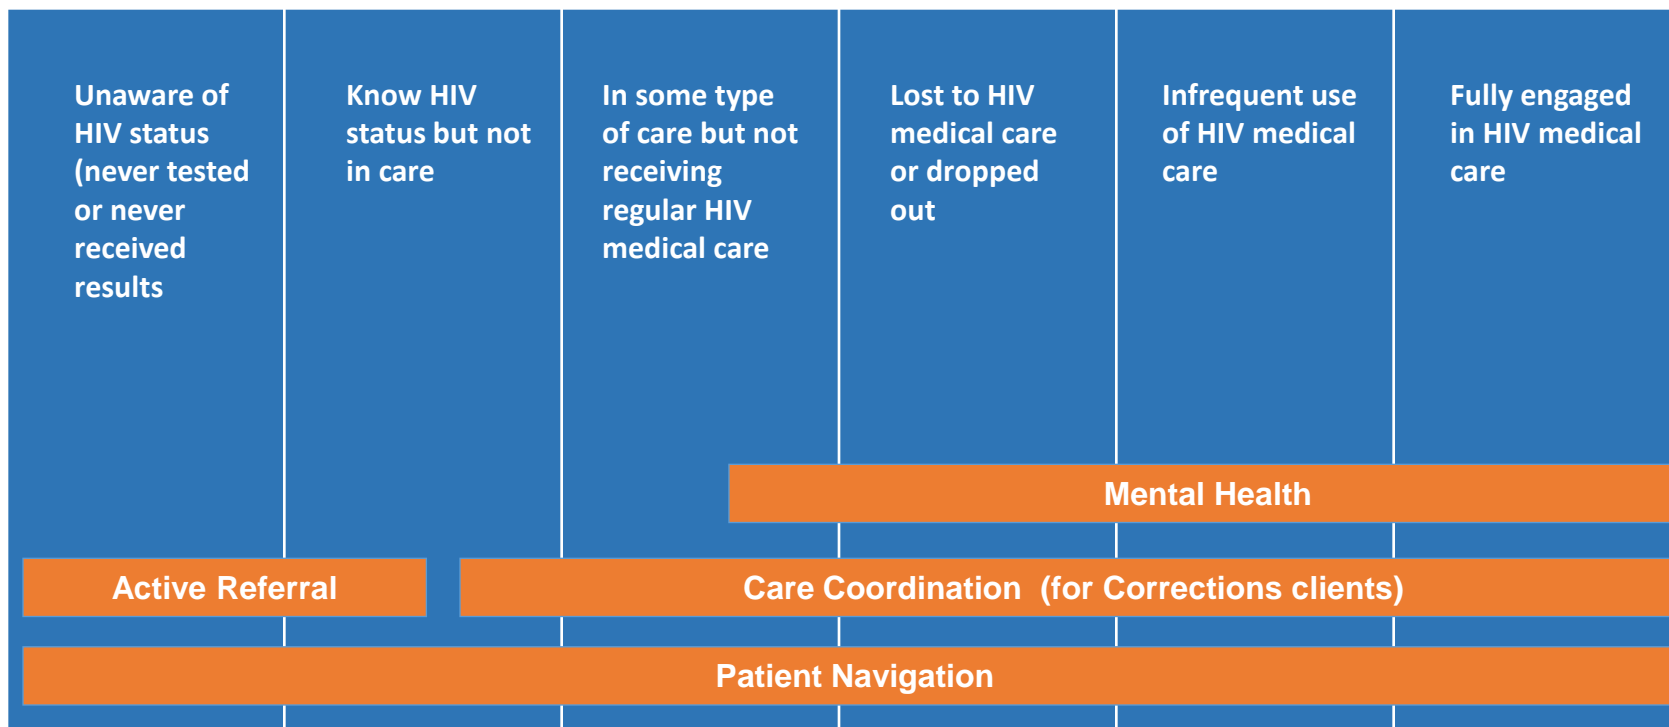 Unaware of
HIV status
(never tested
or never
received
results
Know HIV
status but not
in care
In some type
of care but not
receiving
regular HIV
medical care
Lost to HIV
medical care
or dropped
out
Infrequent use
of HIV medical
care
Fully engaged
in HIV medical
care
Mental Health
Active Referral
Care Coordination  (for Corrections clients)
Patient Navigation